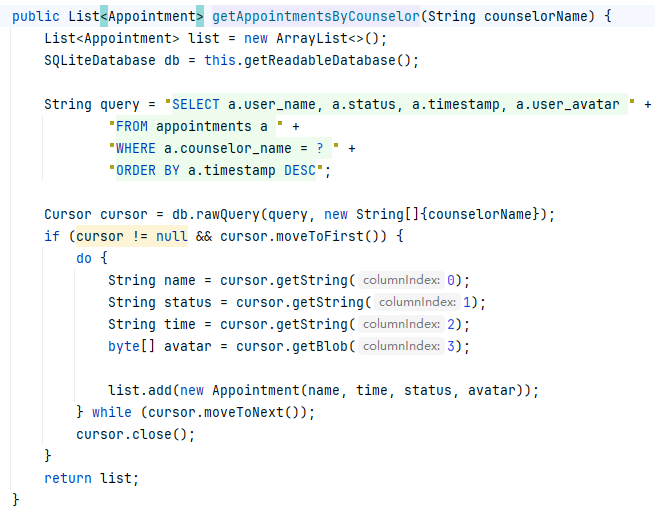 public List<Appointment> getAppointmentsByCounselor(String counselorName) {
    List<Appointment> list = new ArrayList<>();
    SQLiteDatabase db = this.getReadableDatabase();

    String query = "SELECT a.user_name, a.status, a.timestamp, a.user_avatar " +
            "FROM appointments a " +
            "WHERE a.counselor_name = ? " +
            "ORDER BY a.timestamp DESC";

    Cursor cursor = db.rawQuery(query, new String[]{counselorName});
    if (cursor != null && cursor.moveToFirst()) {
        do {
            String name = cursor.getString( columnIndex: 0);
            String status = cursor.getString( columnIndex: 1);
            String time = cursor.getString( columnIndex: 2);
            byte[] avatar = cursor.getBlob( columnIndex: 3);

            list.add(new Appointment(name, time, status, avatar));
        } while (cursor.moveToNext());
        cursor.close();
    }
    return list;
}